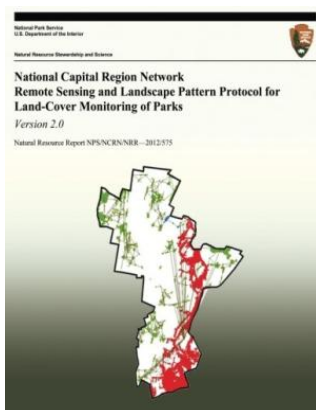 National Park Service
U.S. Department of the Interior
Natural Resource Stewardship and Science
National Capital Region Network
Remote Sensing and Landscape Pattern Protocol for
Land-Cover Monitoring of Parks
Version 2.0
Natural Resource Report NPS/NCRN/NRR—2012/575